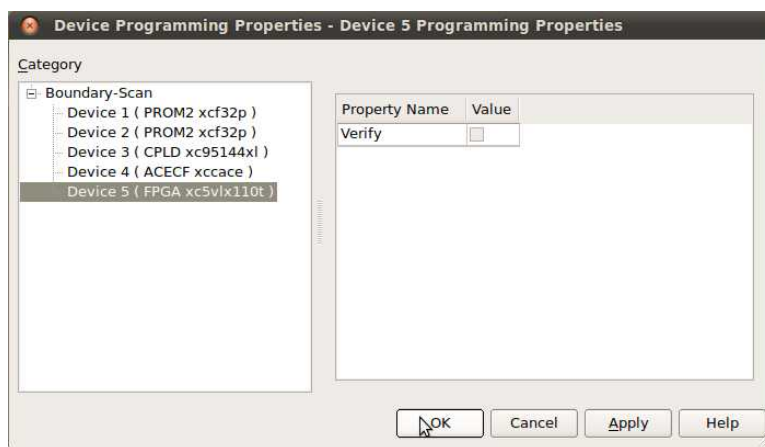 Device Programming Properties - Device 5 Programming Properties
Category
Boundary-Scan
Device 1 ( PROM2 xcf32p )
Device 2 ( PROM2 xcf32p )
Device 3 ( CPLD xc95144xl )
Device 4 ( ACECF xccace )
Device 5 ( FPGA xc5vlx110t )
Property Name Value
Verify
OK Cancel Apply Help